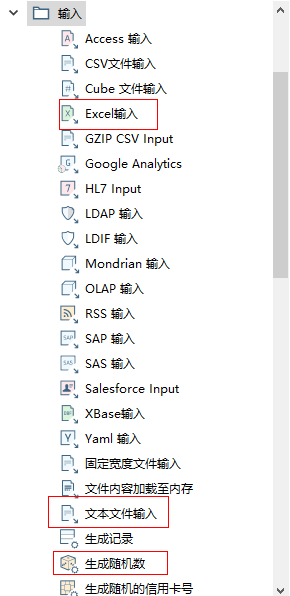 输入
Access 输入
CSV文件输入
Cube 文件输入
Excel输入
GZIP CSV Input
Google Analytics
HL7 Input
LDAP 输入
LDIF 输入
Mondrian 输入
OLAP 输入
RSS 输入
SAP 输入
SAS 输入
Salesforce Input
XBase输入
Yaml 输入
固定宽度文件输入
文件内容加载至内存
文本文件输入
生成记录
生成随机数
生成随机的信用卡号